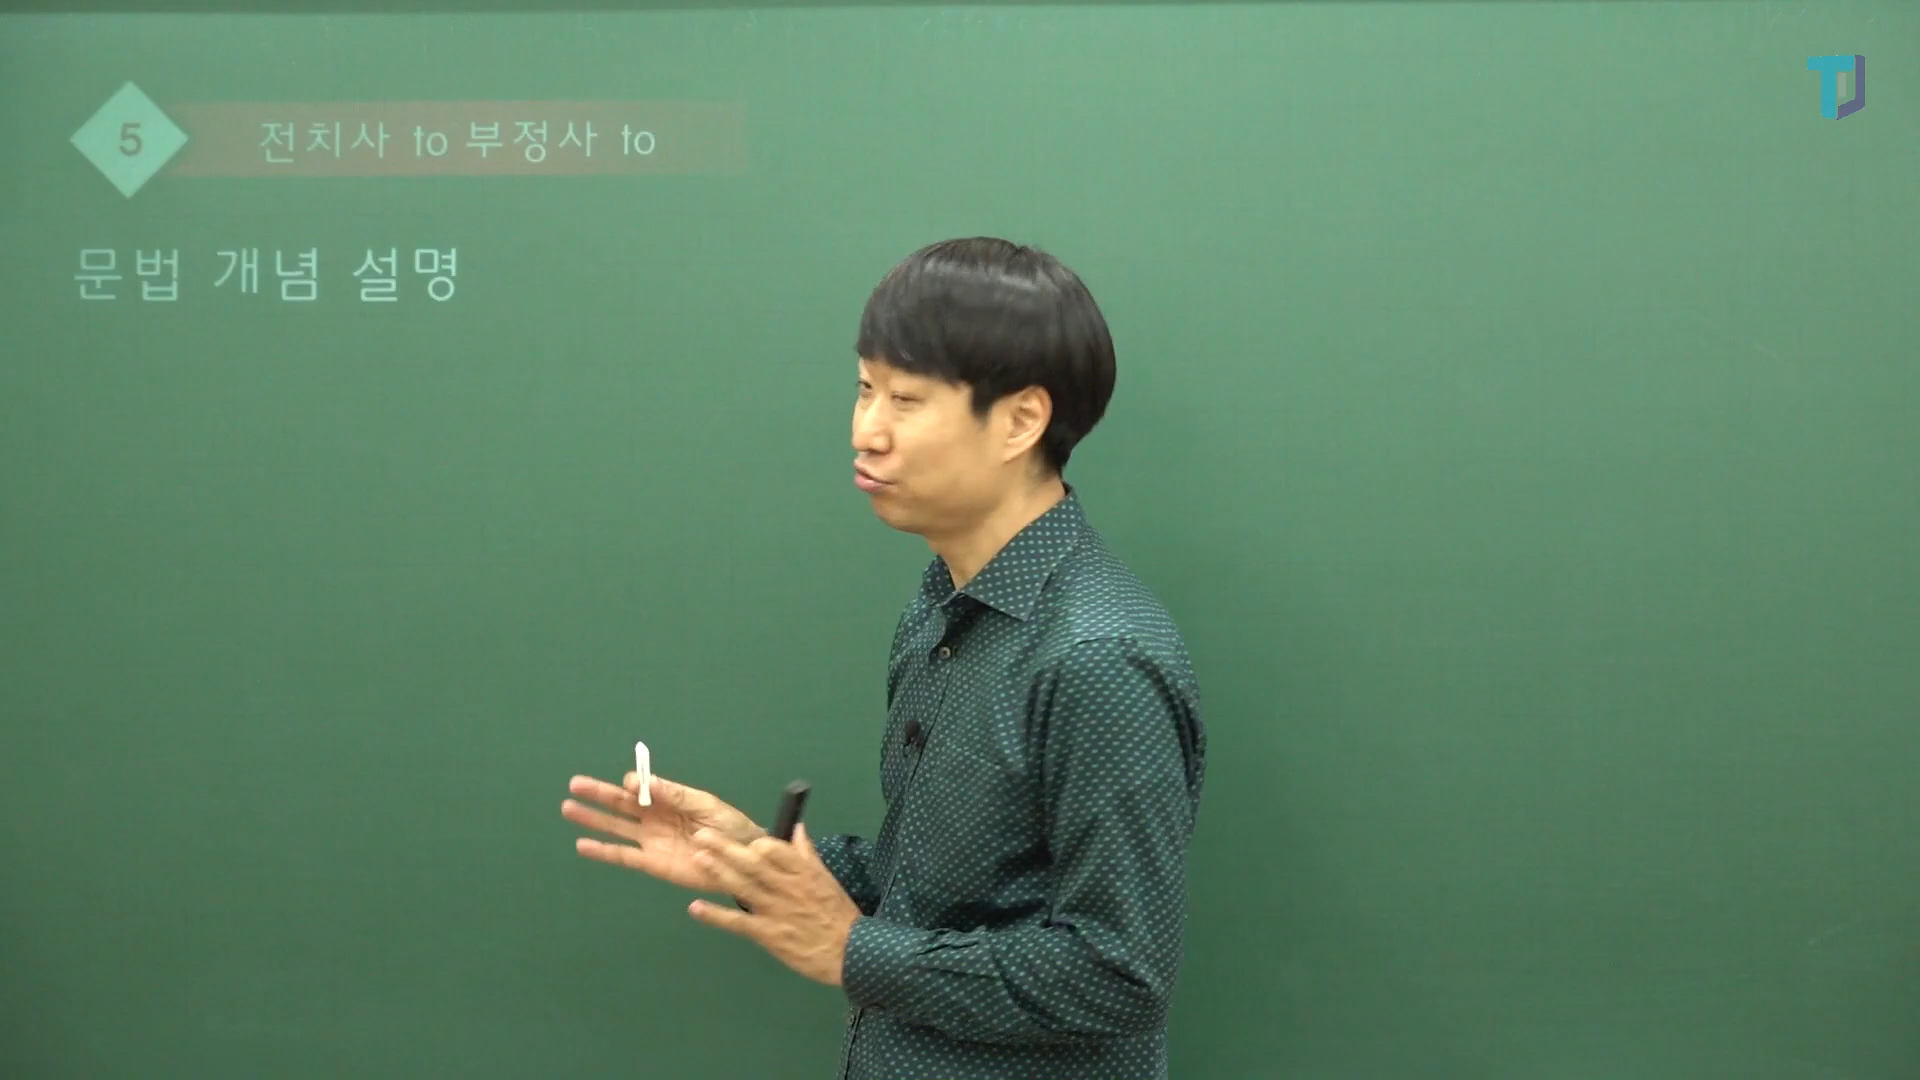 5
전치사 to 부정사 to
문법 개념 설명